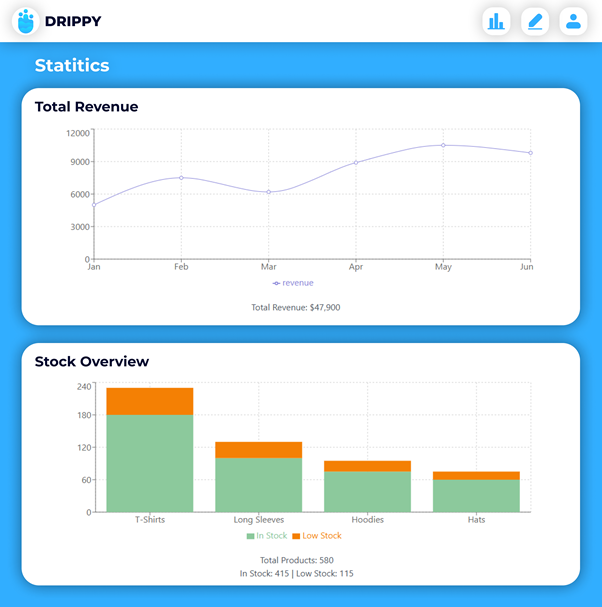 DRIPPY
Statitics
Total Revenue
12000
9000
6000
3000
0
Jan Feb Mar Apr May Jun
revenue
Total Revenue: $47,900
Stock Overview
240
180
120
60
0
T-Shirts Long Sleeves Hoodies Hats
In Stock Low Stock
Total Products: 580
In Stock: 415 | Low Stock: 115